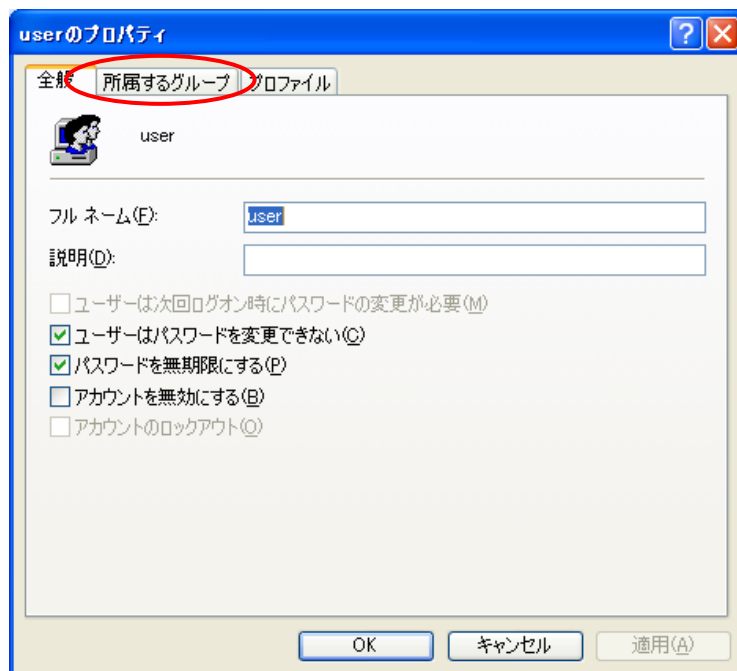 userのプロパティ
全般 所属するグループ プロファイル
user
フル ネーム(F): user
説明(D):
ユーザーは次回ログオン時にパスワードの変更が必要(M)
ユーザーはパスワードを変更できない(C)
パスワードを無期限にする(P)
アカウントを無効にする(B)
アカウントのロックアウト(O)
OK キャンセル 適用(A)